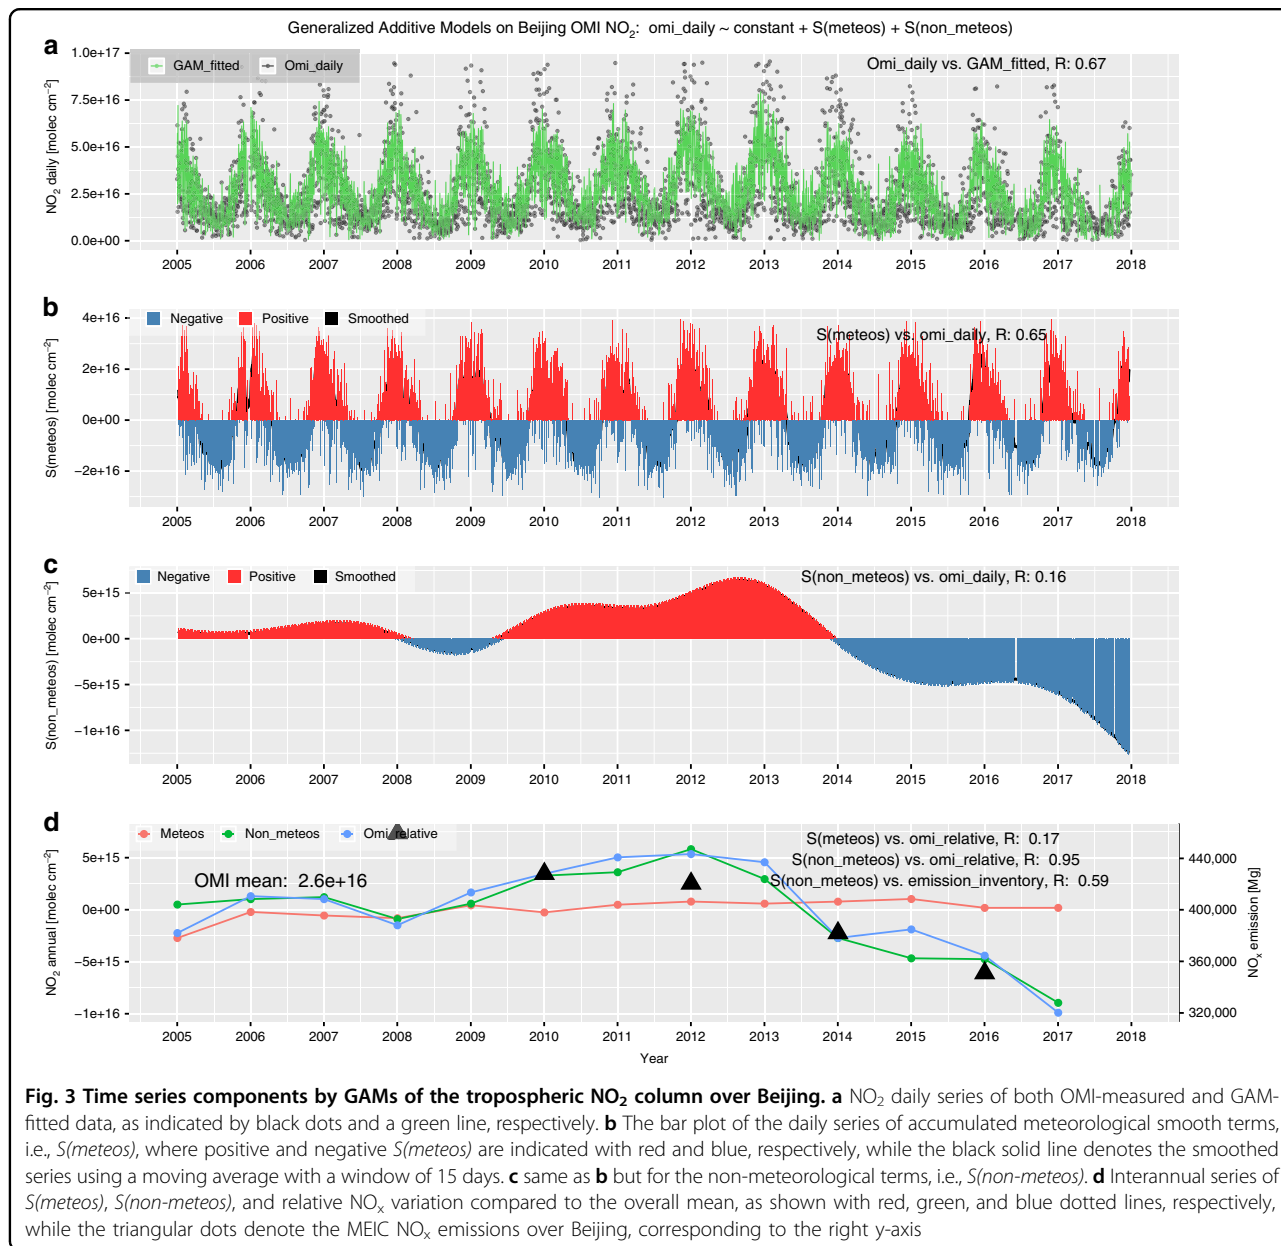 Generalized Additive Models on Beijing OMI NO2: omi_daily ~ constant + S(meteos) + S(non_meteos)
a
GAM_fitted Omi_daily
Omi_daily vs. GAM_fitted, R: 0.67
NO2 daily [molec cm−2]
1.0e+17
7.5e+16
5.0e+16
2.5e+16
0.0e+00
2005 2006 2007 2008 2009 2010 2011 2012 2013 2014 2015 2016 2017 2018
b
Negative Positive Smoothed
S(meteos) vs. omi_daily, R: 0.65
S(meteos) [molec cm−2]
4e+16
2e+16
0e+00
−2e+16
2005 2006 2007 2008 2009 2010 2011 2012 2013 2014 2015 2016 2017 2018
c
Negative Positive Smoothed
S(non_meteos) vs. omi_daily, R: 0.16
S(non_meteos) [molec cm−2]
5e+15
0e+00
−5e+15
−1e+16
2005 2006 2007 2008 2009 2010 2011 2012 2013 2014 2015 2016 2017 2018
d
Meteos Non_meteos Omi_relative
S(meteos) vs. omi_relative, R: 0.17
S(non_meteos) vs. omi_relative, R: 0.95
S(non_meteos) vs. emission_inventory, R: 0.59
OMI mean: 2.6e+16
NO2 annual [molec cm−2]
5e+15
0e+00
−5e+15
−1e+16
440,000
400,000
360,000
320,000
NOx emission [Mg]
2005 2006 2007 2008 2009 2010 2011 2012 2013 2014 2015 2016 2017 2018
Year
Fig. 3 Time series components by GAMs of the tropospheric NO2 column over Beijing. a NO2 daily series of both OMI-measured and GAM-
fitted data, as indicated by black dots and a green line, respectively. b The bar plot of the daily series of accumulated meteorological smooth terms,
i.e., S(meteos), where positive and negative S(meteos) are indicated with red and blue, respectively, while the black solid line denotes the smoothed
series using a moving average with a window of 15 days. c same as b but for the non-meteorological terms, i.e., S(non-meteos). d Interannual series of
S(meteos), S(non-meteos), and relative NOx variation compared to the overall mean, as shown with red, green, and blue dotted lines, respectively,
while the triangular dots denote the MEIC NOx emissions over Beijing, corresponding to the right y-axis